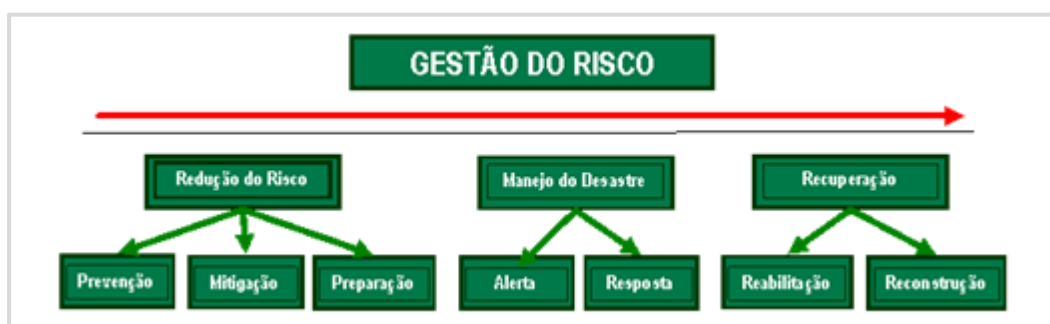 GESTÃO DO RISCO
Redução do Risco
Manejo do Desastre
Recuperação
Prevenção
Mitigação
Preparação
Alerta
Resposta
Reabilitação
Reconstrução